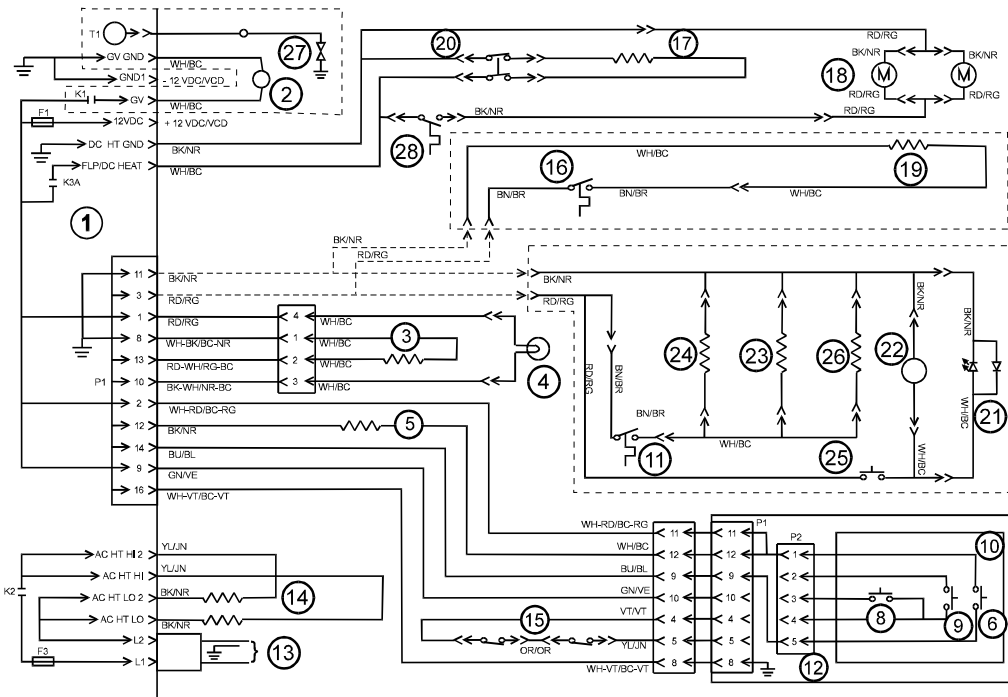 T1
GV GND
WH/BC
27
GND1
- 12 VDC/VCD
2
K1
GV
WH/BC
F1
12VDC
+ 12 VDC/VCD
DC HT GND
BK/NR
FLP/DC HEAT
WH/BC
K3A
1
20
17
RD/RG
BK/NR
BK/NR
18
M
M
RD/RG
RD/RG
BK/NR
RD/RG
28
WH/BC
19
16
BN/BR
BN/BR
WH/BC
BK/NR
RD/RG
11
BK/NR
3
RD/RG
1
RD/RG
8
WH-BK/BC-NR
13
RD-WH/RG-BC
P1
10
BK-WH/NR-BC
2
WH-RD/BC-RG
12
BK/NR
14
BU/BL
9
GN/VE
16
WH-VT/BC-VT
4
WH/BC
1
WH/BC
2
WH/BC
3
WH/BC
3
4
5
BK/NR
RD/RG
RD/RG
BN/BR
BN/BR
11
WH/BC
24
23
26
BK/NR
22
WH/BC
25
BK/NR
WH/BC
21
AC HT HI 2
YL/JN
AC HT HI
YL/JN
K2
AC HT LO 2
BK/NR
14
AC HT LO
BK/NR
L2
13
F3
L1
WH-RD/BC-RG
11
11
P1
WH/BC
12
12
BU/BL
9
9
GN/VE
10
10
VT/VT
4
4
15
YL/JN
5
5
OR/OR
WH-VT/BC-VT
8
8
P2
1
2
3
4
5
12
10
8
9
6